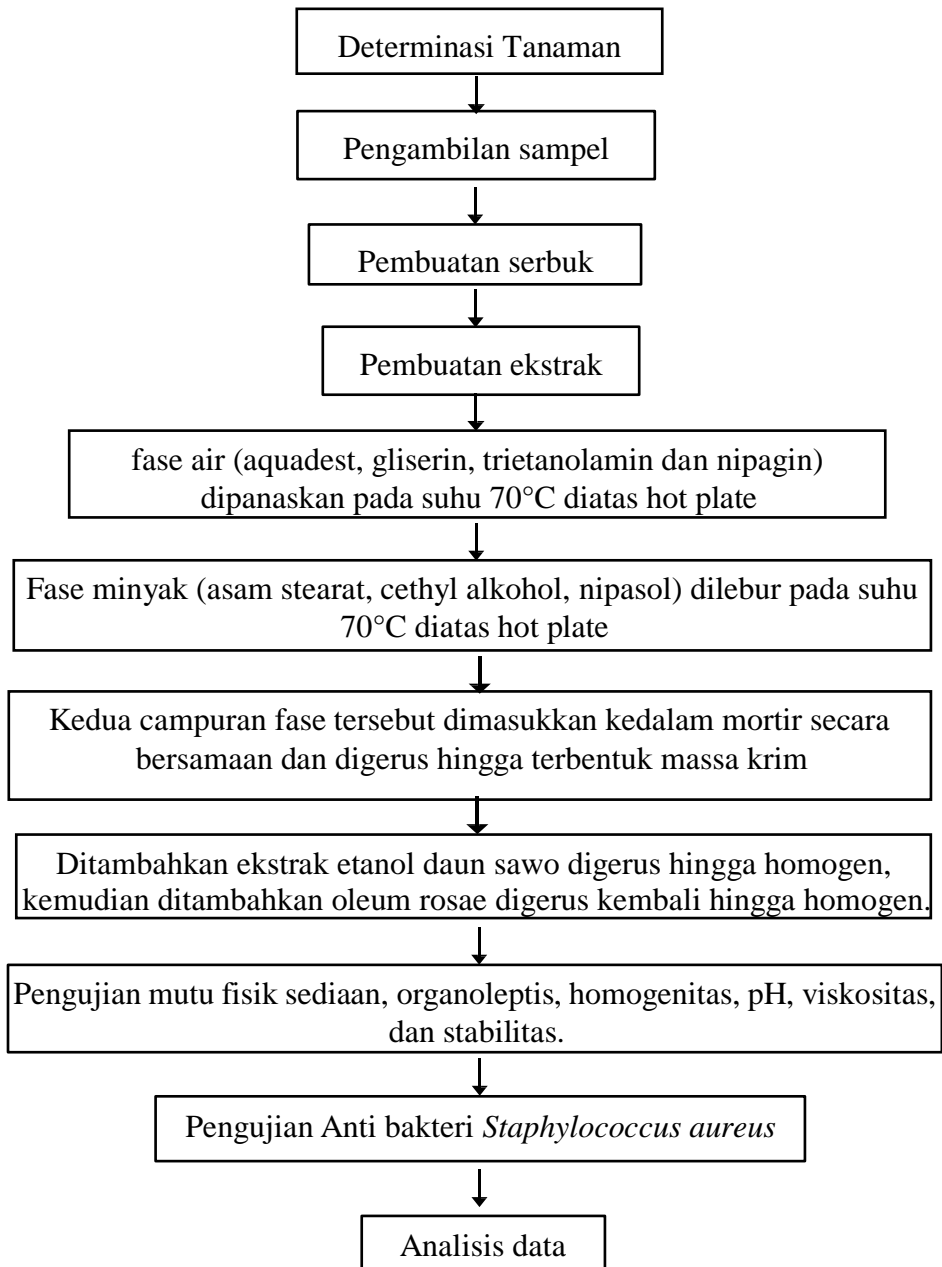 Determinasi Tanaman
Pengambilan sampel
Pembuatan serbuk
Pembuatan ekstrak
fase air (aquadest, gliserin, trietanolamin dan nipagin)
dipanaskan pada suhu 70°C diatas hot plate
Fase minyak (asam stearat, cethyl alkohol, nipasol) dilebur pada suhu
70°C diatas hot plate
Kedua campuran fase tersebut dimasukkan kedalam mortir secara
bersamaan dan digerus hingga terbentuk massa krim
Ditambahkan ekstrak etanol daun sawo digerus hingga homogen,
kemudian ditambahkan oleum rosae digerus kembali hingga homogen.
Pengujian mutu fisik sediaan, organoleptis, homogenitas, pH, viskositas,
dan stabilitas.
Pengujian Anti bakteri Staphylococcus aureus
Analisis data